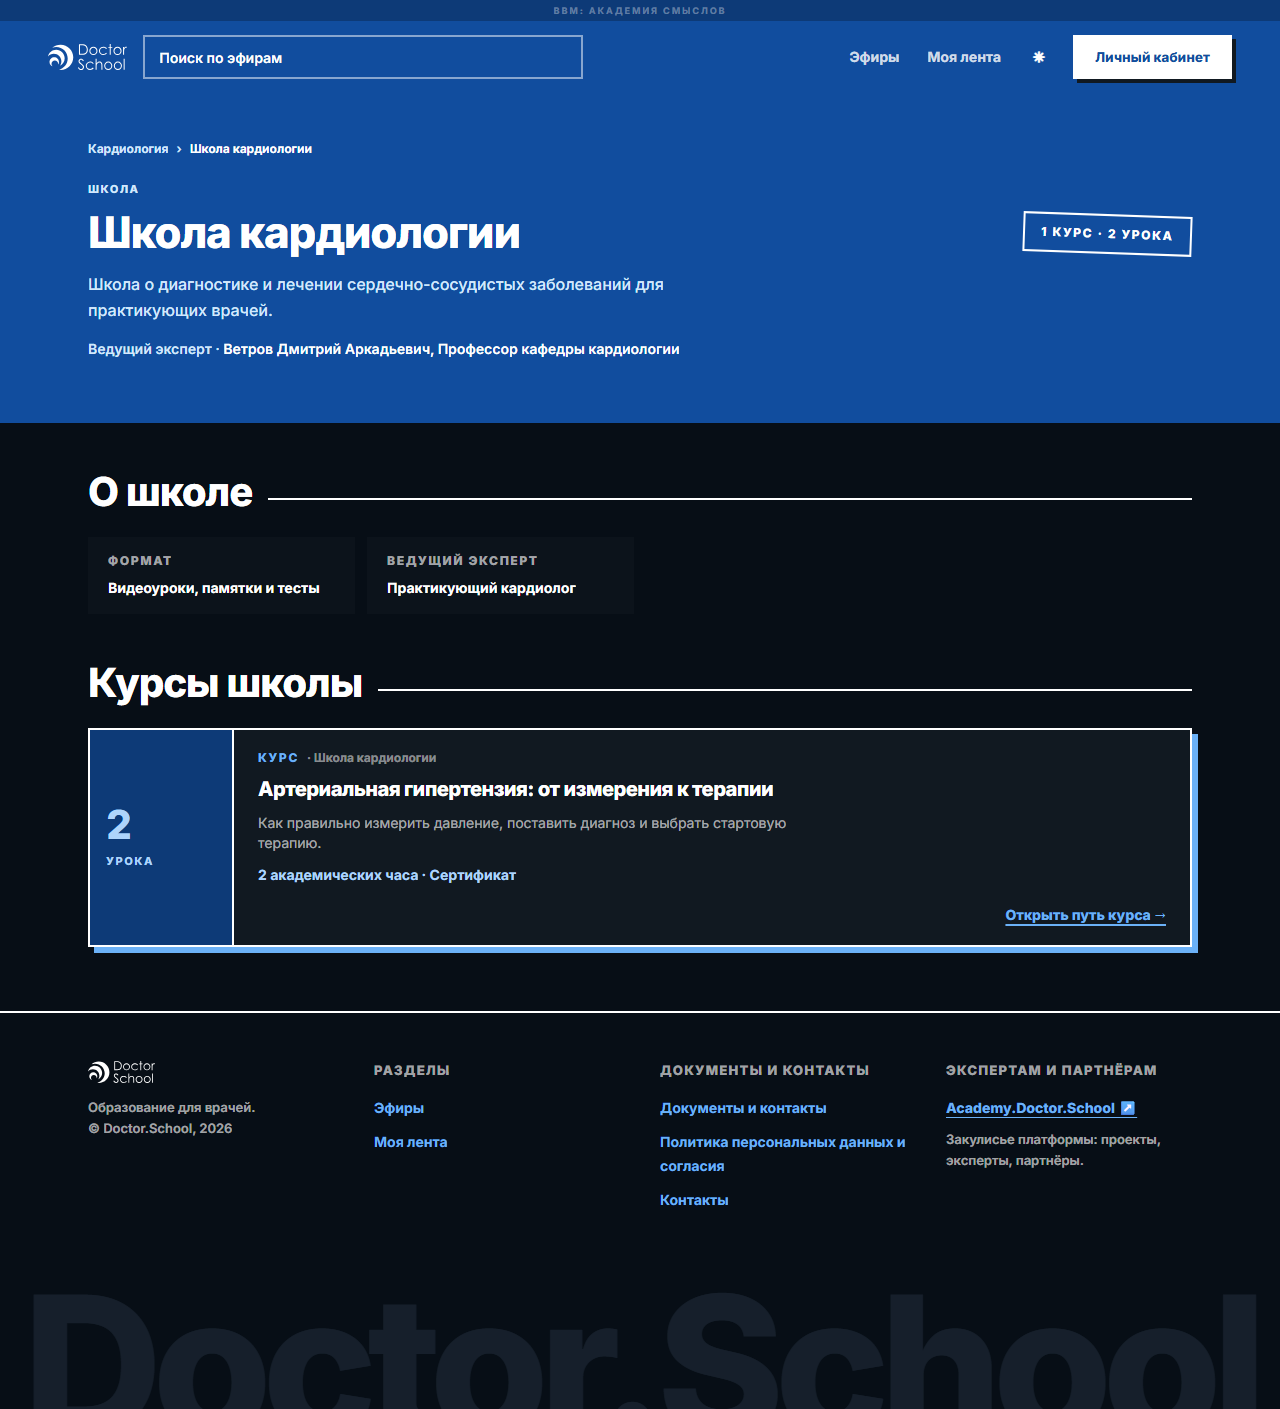 ВВМ: АКАДЕМИЯ СМЫСЛОВ
Doctor
School
Поиск по эфирам
Эфиры
Моя лента
Личный кабинет
Кардиология › Школа кардиологии
ШКОЛА
Школа кардиологии
1 КУРС · 2 УРОКА
Школа о диагностике и лечении сердечно-сосудистых заболеваний для
практикующих врачей.
Ведущий эксперт · Ветров Дмитрий Аркадьевич, Профессор кафедры кардиологии
О школе
ФОРМАТ
Видеоуроки, памятки и тесты
ВЕДУЩИЙ ЭКСПЕРТ
Практикующий кардиолог
Курсы школы
2
УРОКА
КУРС · Школа кардиологии
Артериальная гипертензия: от измерения к терапии
Как правильно измерить давление, поставить диагноз и выбрать стартовую
терапию.
2 академических часа · Сертификат
Открыть путь курса →
Doctor
School
Образование для врачей.
© Doctor.School, 2026
РАЗДЕЛЫ
Эфиры
Моя лента
ДОКУМЕНТЫ И КОНТАКТЫ
Документы и контакты
Политика персональных данных и
согласия
Контакты
ЭКСПЕРТАМ И ПАРТНЁРАМ
Academy.Doctor.School ↗
Закулисье платформы: проекты,
эксперты, партнёры.
Doctor.School